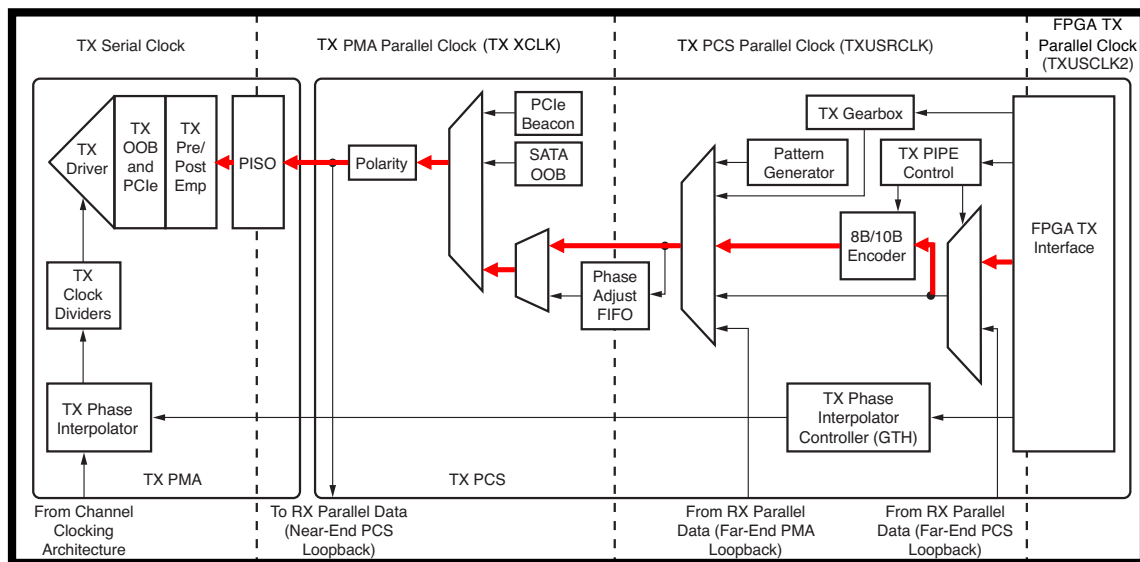 TX Serial Clock
TX PMA Parallel Clock (TX XCLK)
TX PCS Parallel Clock (TXUSRCLK)
FPGA TX
Parallel Clock
(TXUSCLK2)
TX
Driver
TX
OOB
and
PCIe
TX
Pre/
Post
Emp
PISO
Polarity
PCIe
Beacon
SATA
OOB
TX Gearbox
Pattern
Generator
TX PIPE
Control
8B/10B
Encoder
FPGA TX
Interface
TX
Clock
Dividers
Phase
Adjust
FIFO
TX Phase
Interpolator
TX Phase
Interpolator
Controller (GTH)
TX PMA
TX PCS
From Channel
Clocking
Architecture
To RX Parallel Data
(Near-End PCS
Loopback)
From RX Parallel
Data (Far-End PMA
Loopback)
From RX Parallel
Data (Far-End PCS
Loopback)